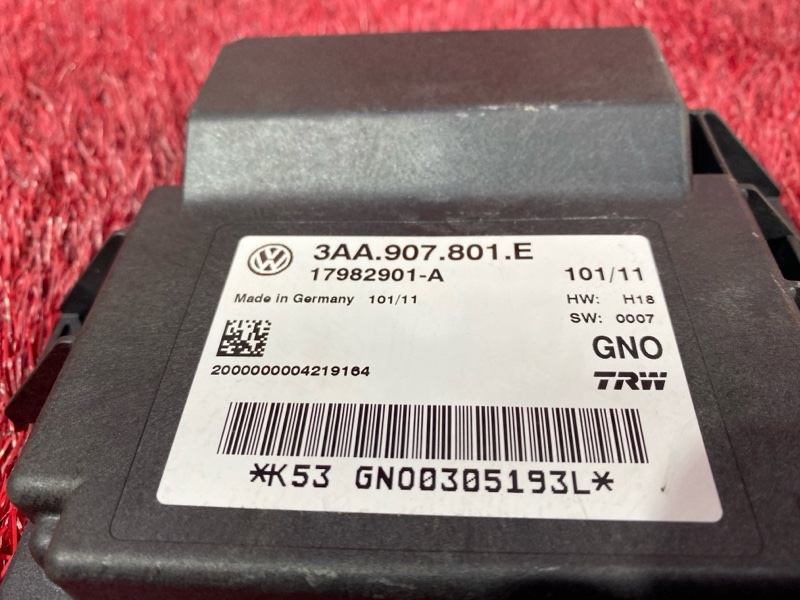 3AA.907.801.E
17982901-A
101/11
Made in Germany 101/11
HW: H18
SW: 0007
GNO
TRW
2000000004219164
*K53 GNO0305193L*